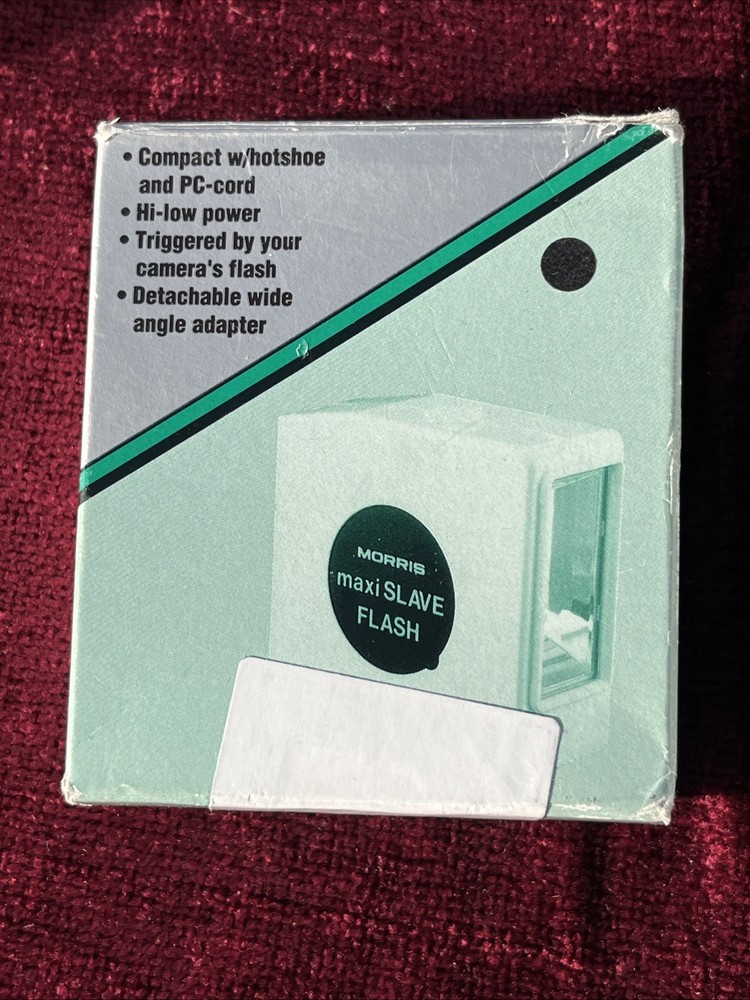 • Compact w/hotshoe
and PC-cord
• Hi-low power
• Triggered by your
camera's flash
• Detachable wide
angle adapter
MORRIS
maxi SLAVE
FLASH